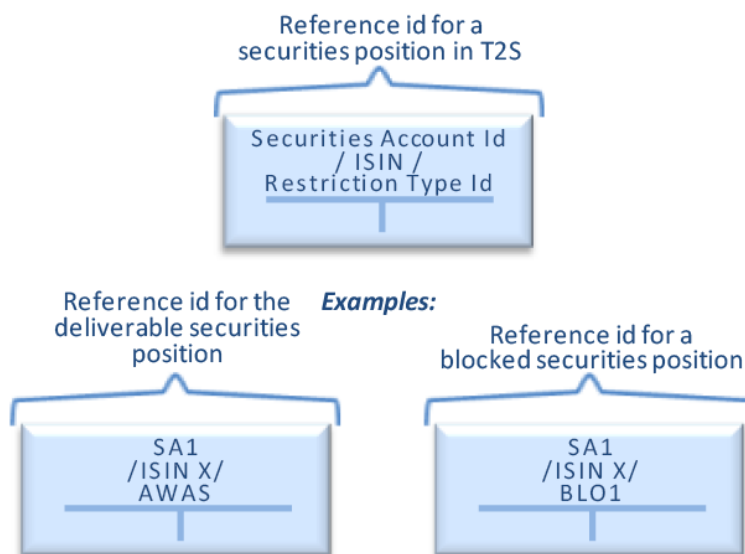 Reference id for a
securities position in T2S
Securities Account Id
/ ISIN /
Restriction Type Id
Reference id for the
deliverable securities
position
Examples:
Reference id for a
blocked securities position
SA1
/ISIN X/
AWAS
SA1
/ISIN X/
BLO1